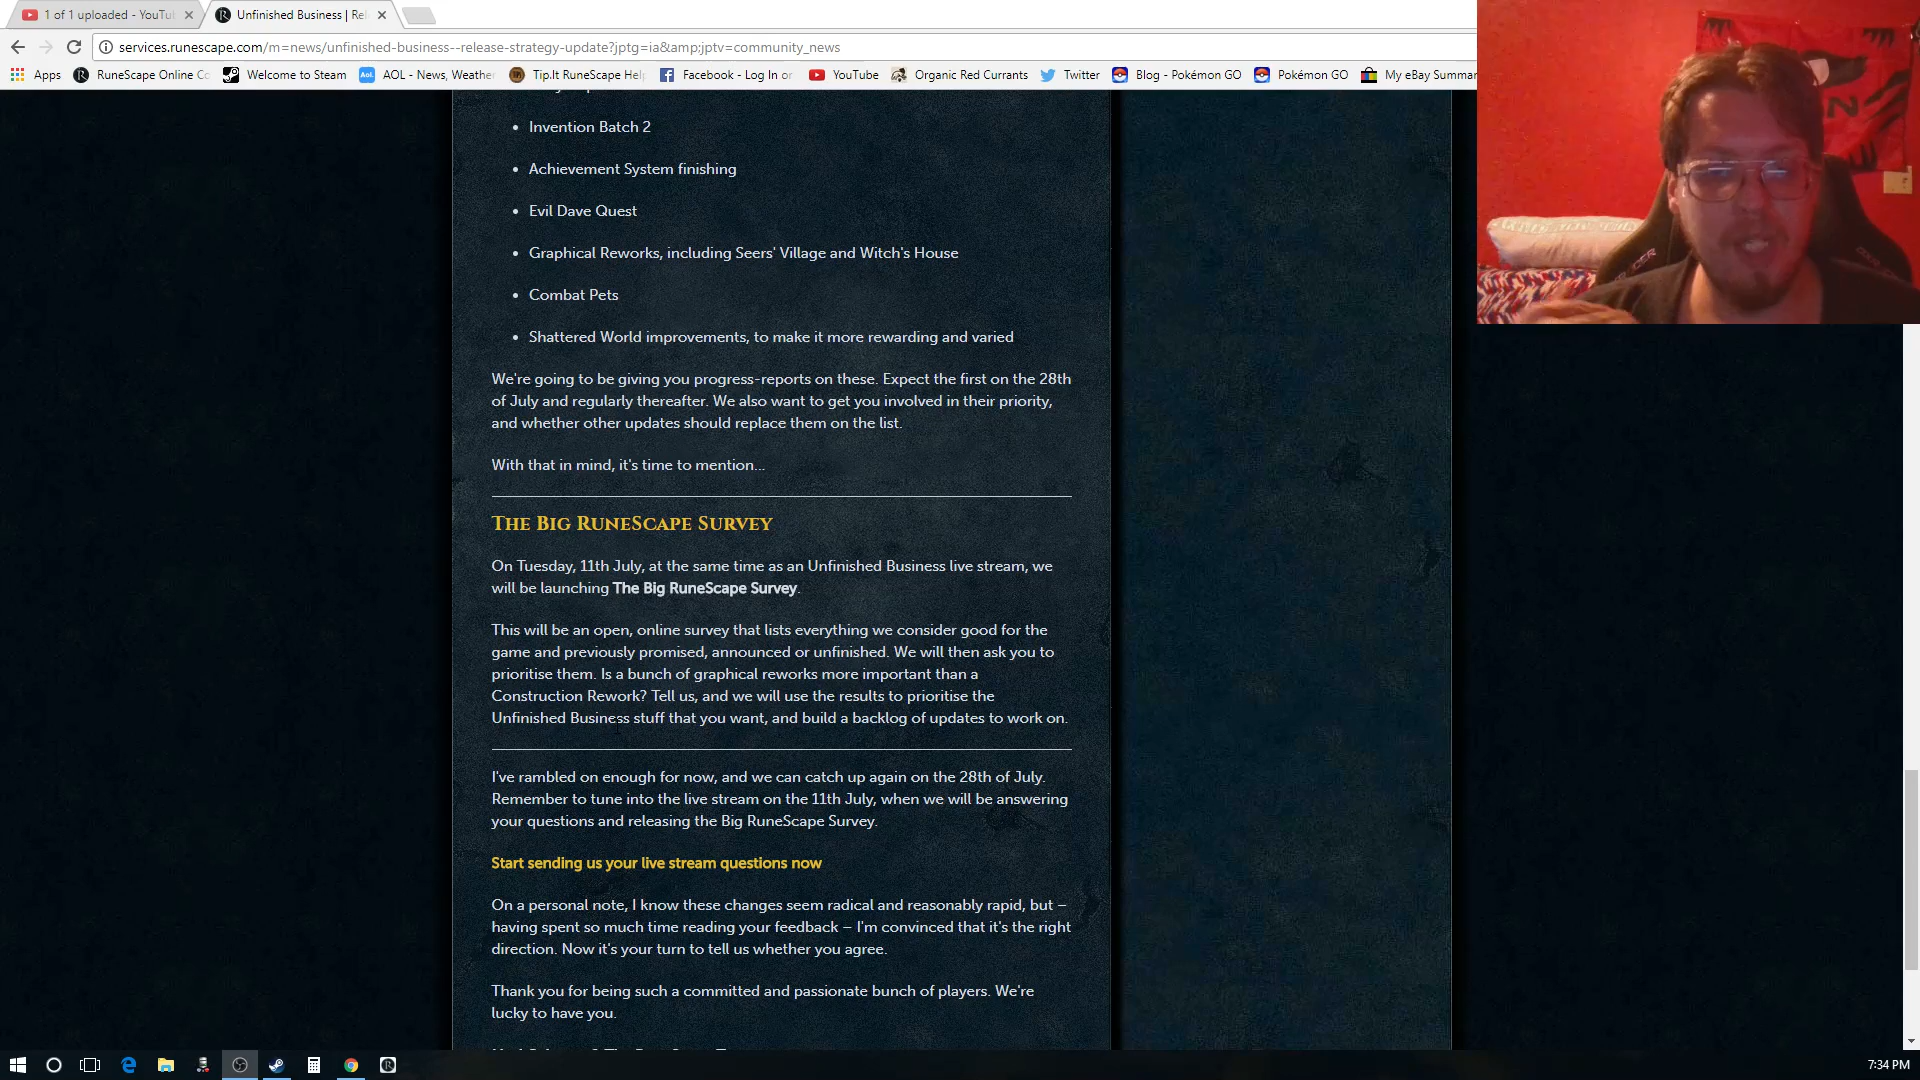 1 of 1 uploaded - YouTu
Unfinished Business | Rel
services.runescape.com/m=news/unfinished-business--release-strategy-update?jptg=ia&amp;jptv=community_news
Apps
RuneScape Online Co
Welcome to Steam
Aol.
AOL - News, Weathe
Tip.It RuneScape Hel
Facebook - Log In or
YouTube
Organic Red Currants
Twitter
Blog - Pokémon GO
Pokémon GO
My eBay Summar
• Invention Batch 2
• Achievement System finishing
• Evil Dave Quest
• Graphical Reworks, including Seers' Village and Witch's House
• Combat Pets
• Shattered World improvements, to make it more rewarding and varied
We're going to be giving you progress-reports on these. Expect the first on the 28th
of July and regularly thereafter. We also want to get you involved in their priority,
and whether other updates should replace them on the list.
With that in mind, it's time to mention...
The Big RuneScape Survey
On Tuesday, 11th July, at the same time as an Unfinished Business live stream, we
will be launching The Big RuneScape Survey.
This will be an open, online survey that lists everything we consider good for the
game and previously promised, announced or unfinished. We will then ask you to
prioritise them. Is a bunch of graphical reworks more important than a
Construction Rework? Tell us, and we will use the results to prioritise the
Unfinished Business stuff that you want, and build a backlog of updates to work on.
I've rambled on enough for now, and we can catch up again on the 28th of July.
Remember to tune into the live stream on the 11th July, when we will be answering
your questions and releasing the Big RuneScape Survey.
Start sending us your live stream questions now
On a personal note, I know these changes seem radical and reasonably rapid, but –
having spent so much time reading your feedback – I'm convinced that it's the right
direction. Now it's your turn to tell us whether you agree.
Thank you for being such a committed and passionate bunch of players. We're
lucky to have you.
7:34 PM